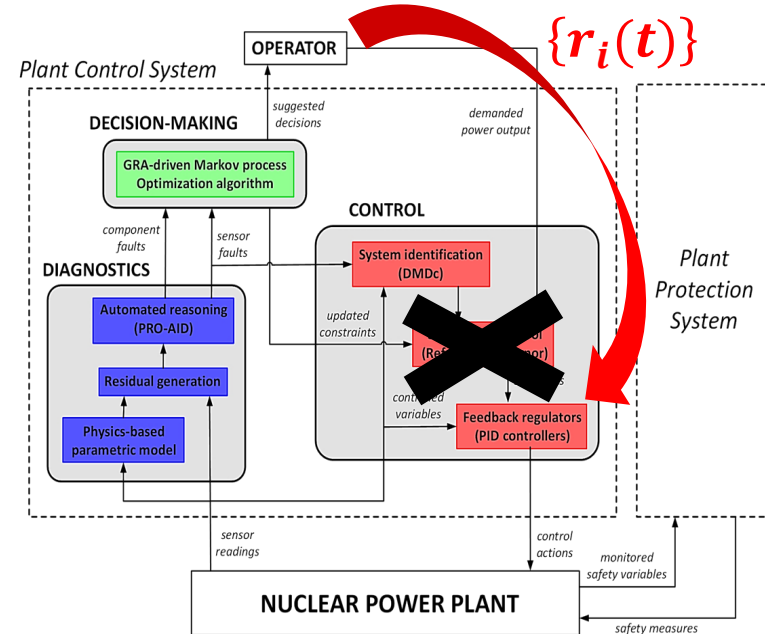 OPERATOR
{r_i(t)}
Plant Control System
suggested
decisions
demanded
power output
DECISION-MAKING
GRA-driven Markov process
Optimization algorithm
CONTROL
component
faults
sensor
faults
System identification
(DMDc)
Plant
Protection
System
DIAGNOSTICS
Automated reasoning
(PRO-AID)
updated
constraints
Residual generation
variables
Feedback regulators
(PID controllers)
Physics-based
parametric model
sensor
readings
control
actions
monitored
safety variables
NUCLEAR POWER PLANT
safety measures